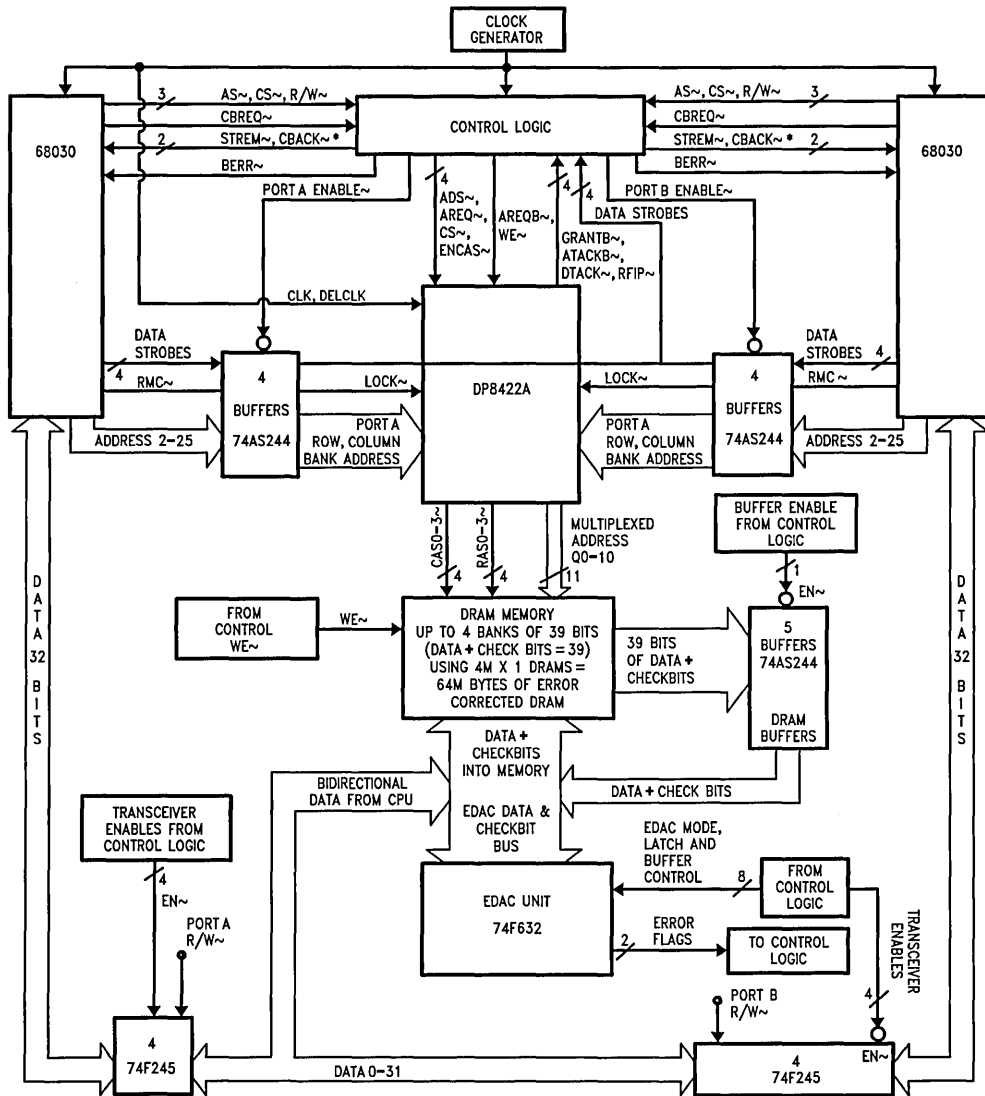 CLOCK
GENERATOR
68030
3
AS~, CS~, R/W~
CBREQ~
2
STREM~, CBACK~*
BERR~
CONTROL LOGIC
AS~, CS~, R/W~
3
CBREQ~
STREM~, CBACK~*
2
BERR~
68030
PORT A ENABLE~
4
ADS~,
AREQ~,
CS~,
ENCAS~
AREQB~,
WE~
4
4
GRANTB~,
ATACKB~,
DTACK~, RFIP~
PORT B ENABLE~
DATA STROBES
CLK, DELCLK
DATA
STROBES
4
RMC~
ADDRESS 2-25
4
BUFFERS
74AS244
LOCK~
PORT A
ROW, COLUMN
BANK ADDRESS
DP8422A
LOCK~
PORT A
ROW, COLUMN
BANK ADDRESS
4
BUFFERS
74AS244
DATA
STROBES
4
RMC~
ADDRESS 2-25
CAS0-3~
4
RAS0-3~
4
MULTIPLEXED
ADDRESS
Q0-10
11
BUFFER ENABLE
FROM CONTROL
LOGIC
1
EN~
DATA 32 BITS
FROM
CONTROL
WE~
WE~
DRAM MEMORY
UP TO 4 BANKS OF 39 BITS
(DATA + CHECK BITS = 39)
USING 4M X 1 DRAMS =
64M BYTES OF ERROR
CORRECTED DRAM
39 BITS
OF DATA +
CHECKBITS
5
BUFFERS
74AS244
DRAM
BUFFERS
DATA 32 BITS
DATA +
CHECKBITS
INTO MEMORY
BIDIRECTIONAL
DATA FROM CPU
DATA + CHECK BITS
EDAC DATA &
CHECKBIT
BUS
TRANSCEIVER
ENABLES FROM
CONTROL LOGIC
4
EN~
PORT A
R/W~
EDAC UNIT
74F632
EDAC MODE,
LATCH AND
BUFFER
CONTROL
8
FROM
CONTROL
LOGIC
2
ERROR
FLAGS
TO CONTROL
LOGIC
TRANSCEIVER
ENABLES
4
PORT B
R/W~
4
74F245
DATA 0-31
EN~
4
74F245